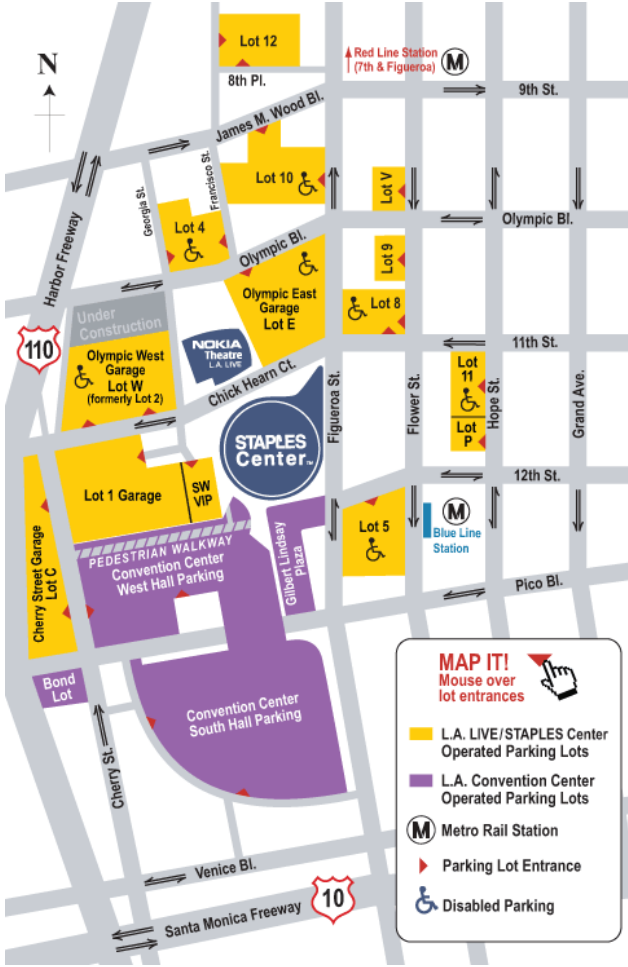 Lot 12
Red Line Station
(7th & Figueroa)
M
N
8th Pl.
9th St.
James M. Wood Bl.
Georgia St.
Francisco St.
Lot 10
Lot V
Harbor Freeway
Lot 4
Olympic Bl.
Olympic Bl.
Lot 9
Olympic East
Garage
Lot E
Lot 8
Under
Construction
110
NOKIA
Theatre
L.A. LIVE
11th St.
Olympic West
Garage
Lot W
(formerly Lot 2)
Chick Hearn Ct.
Figueroa St.
Flower St.
Lot
11
Lot
P
Hope St.
Grand Ave.
STAPLES
Center™
12th St.
Lot 1 Garage
SW
VIP
Cherry Street Garage
Lot C
PEDESTRIAN WALKWAY
Convention Center
West Hall Parking
Gilbert Lindsay
Plaza
Lot 5
M
Blue Line
Station
Pico Bl.
Bond
Lot
Convention Center
South Hall Parking
Cherry St.
MAP IT!
Mouse over
lot entrances
L.A. LIVE/STAPLES Center
Operated Parking Lots
L.A. Convention Center
Operated Parking Lots
M Metro Rail Station
Parking Lot Entrance
Disabled Parking
Venice Bl.
Santa Monica Freeway
10